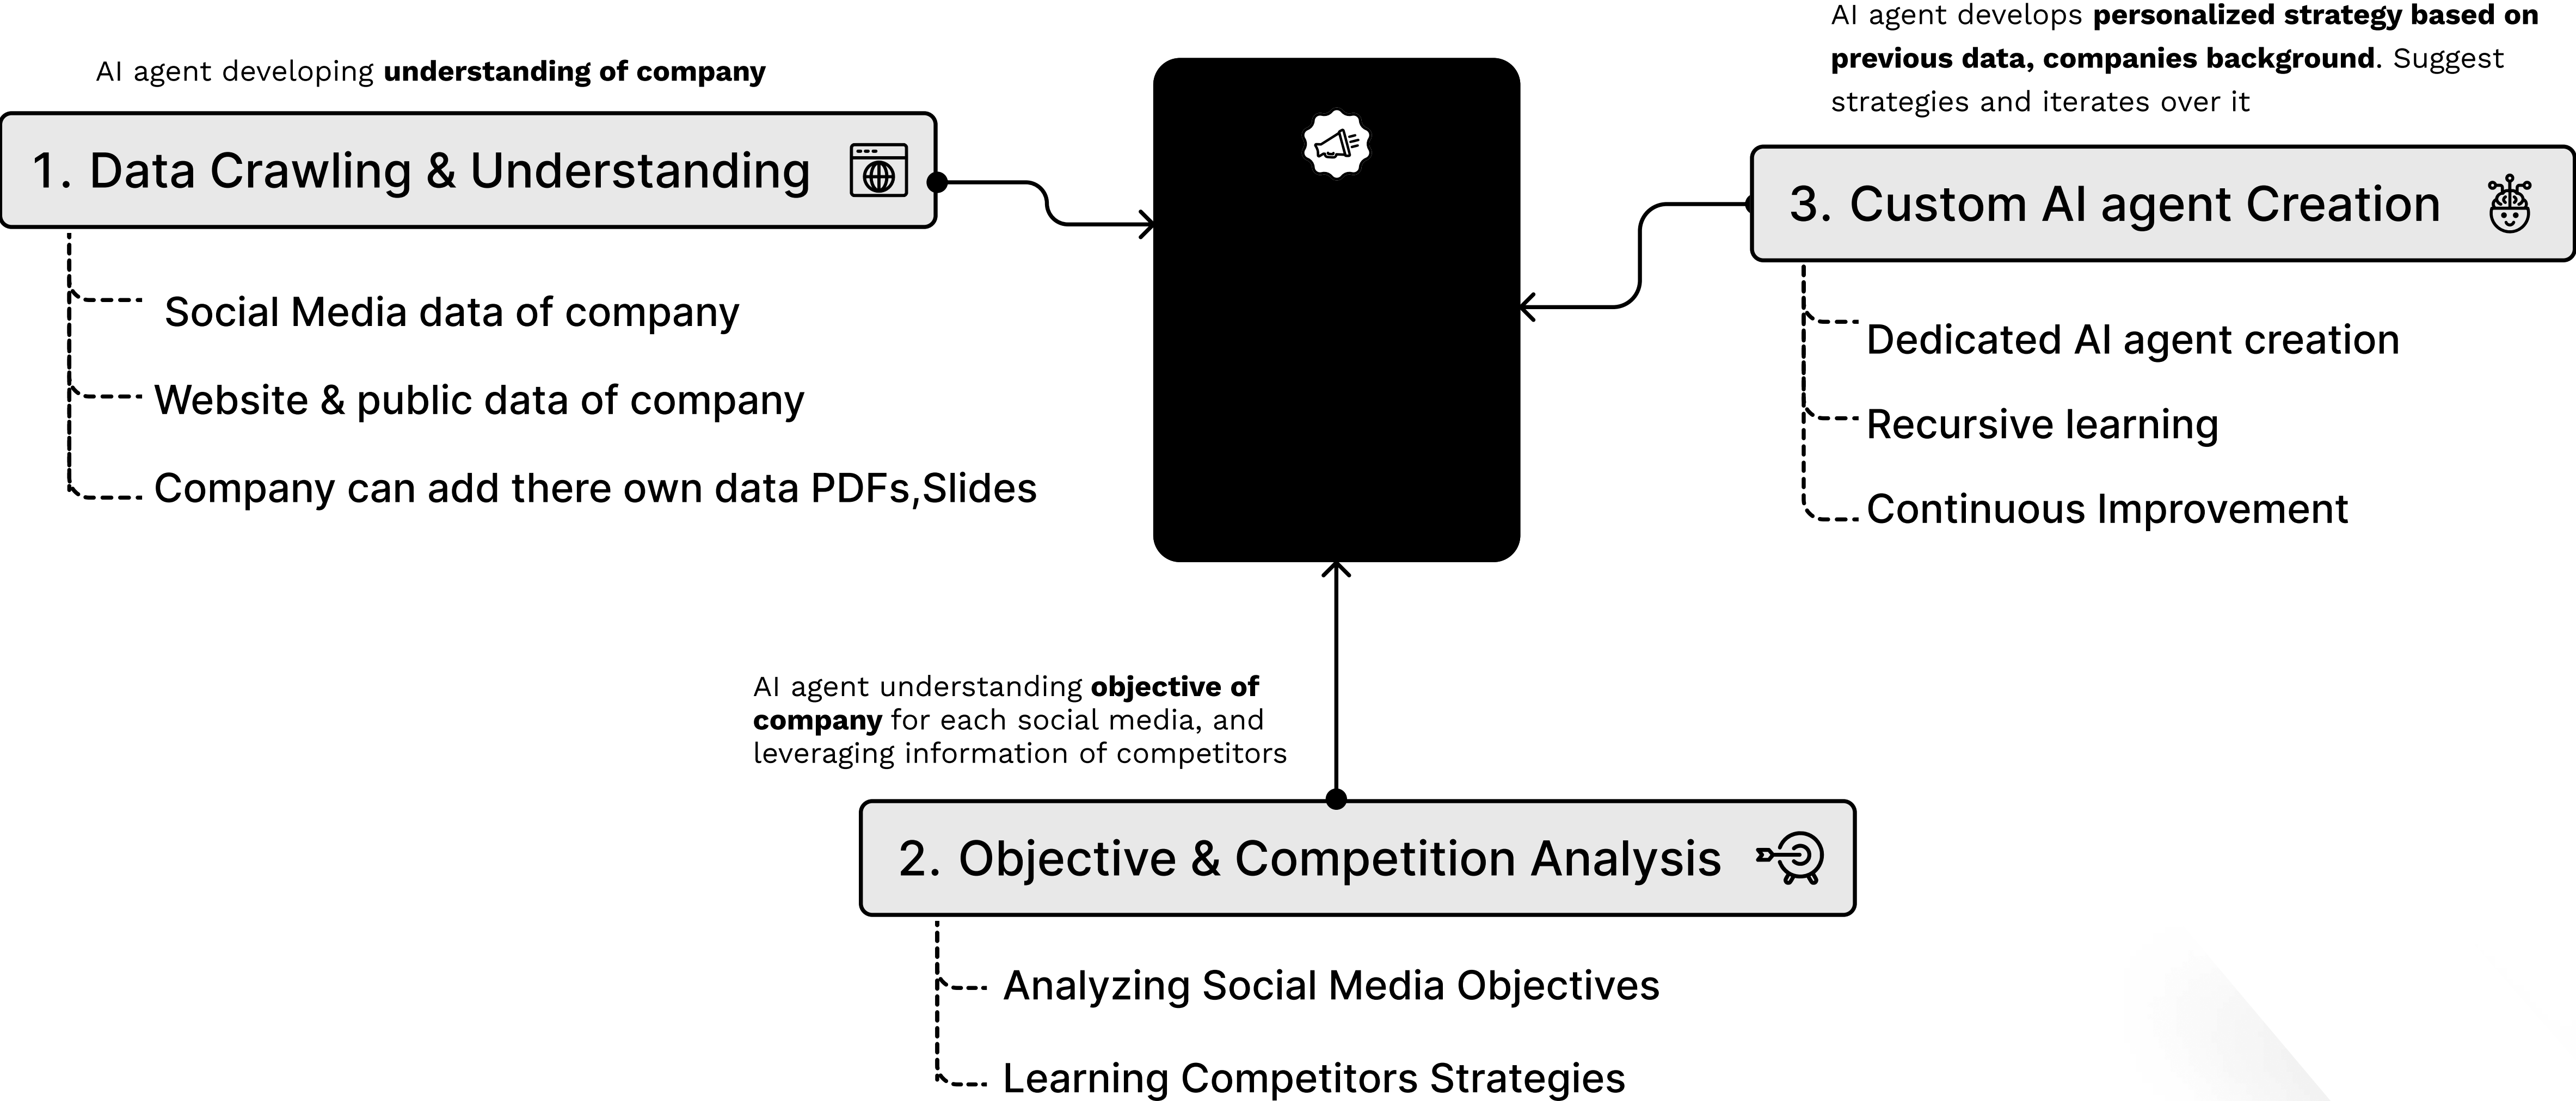 AI agent developing understanding of company
1. Data Crawling & Understanding
Social Media data of company
Website & public data of company
Company can add there own data PDFs,Slides
AI agent develops personalized strategy based on
previous data, companies background. Suggest
strategies and iterates over it
3. Custom AI agent Creation
Dedicated AI agent creation
Recursive learning
Continuous Improvement
AI agent understanding objective of
company for each social media, and
leveraging information of competitors
2. Objective & Competition Analysis
Analyzing Social Media Objectives
Learning Competitors Strategies